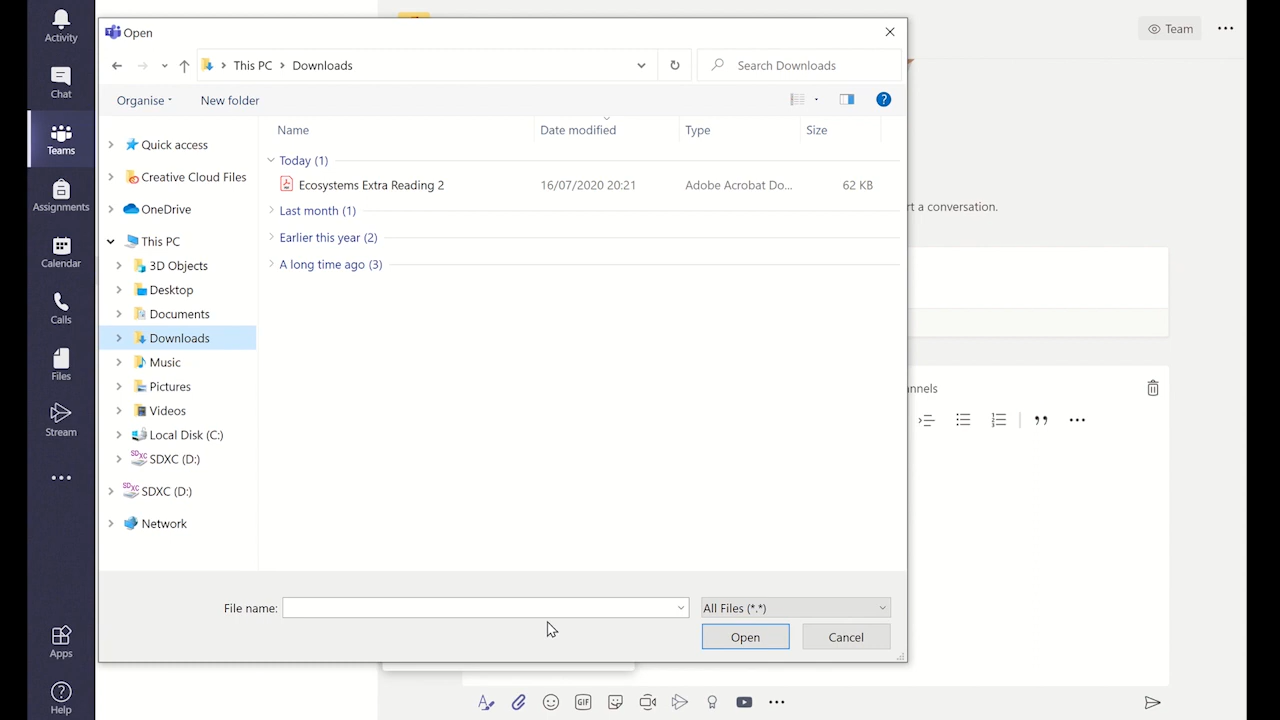 Activity
Chat
Teams
Assignments
Calendar
Calls
Files
Stream
Apps
Help
Open
This PC > Downloads
Search Downloads
Organise
New folder
Quick access
Creative Cloud Files
OneDrive
This PC
3D Objects
Desktop
Documents
Downloads
Music
Pictures
Videos
Local Disk (C:)
SDXC (D:)
SDXC (D:)
Network
Name Date modified Type Size
Today (1)
Ecosystems Extra Reading 2 16/07/2020 20:21 Adobe Acrobat Do... 62 KB
Last month (1)
Earlier this year (2)
A long time ago (3)
File name:
All Files (*.*)
Open Cancel
Team
rt a conversation.
annels
GIF